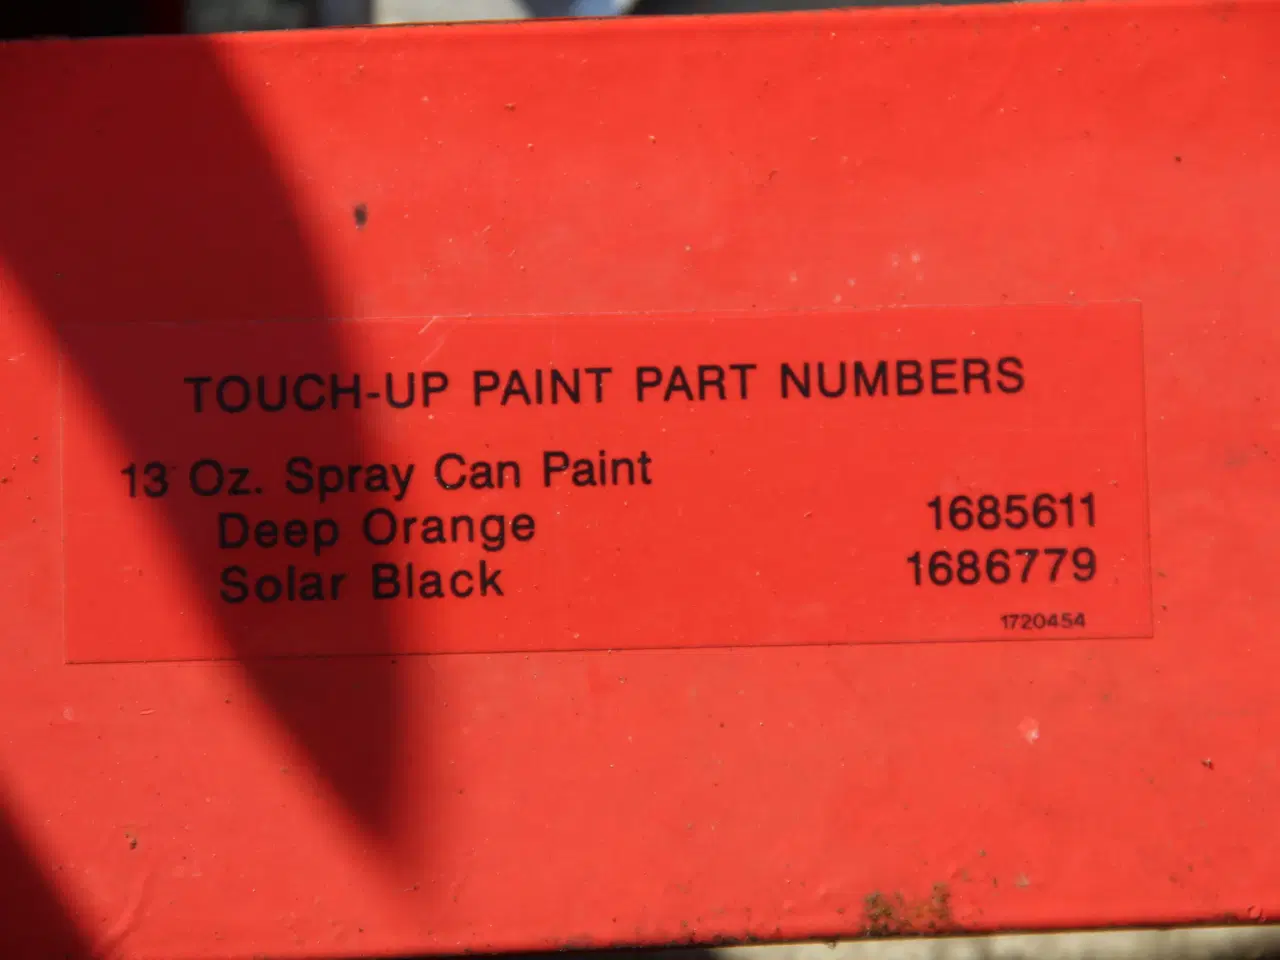 TOUCH-UP PAINT PART NUMBERS
13 Oz. Spray Can Paint
Deep Orange 1685611
Solar Black 1686779
1720454